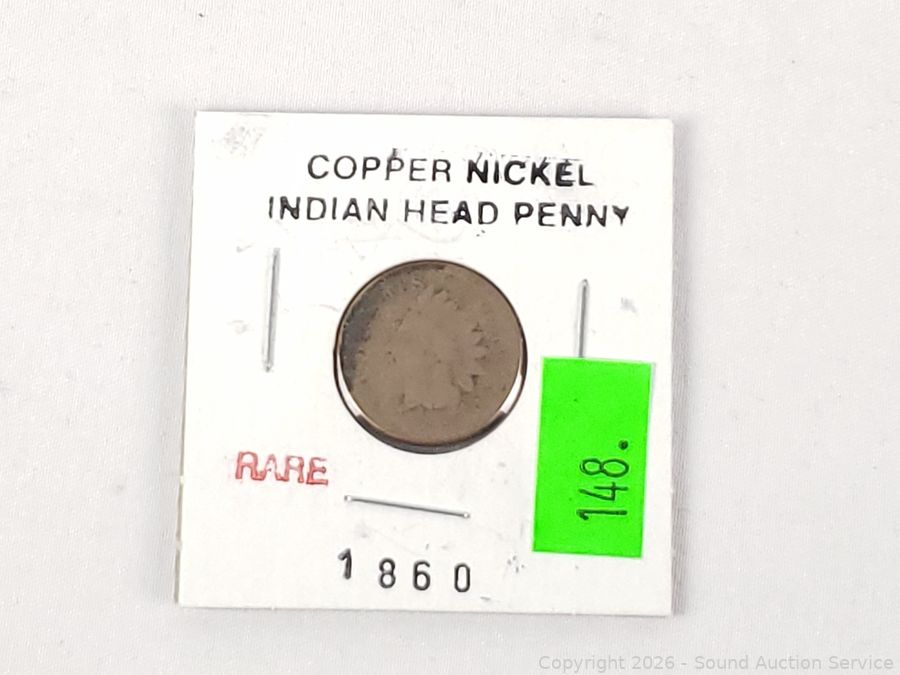 COPPER NICKEL
INDIAN HEAD PENNY
RARE
148.
1860
Copyright 2026 - Sound Auction Service